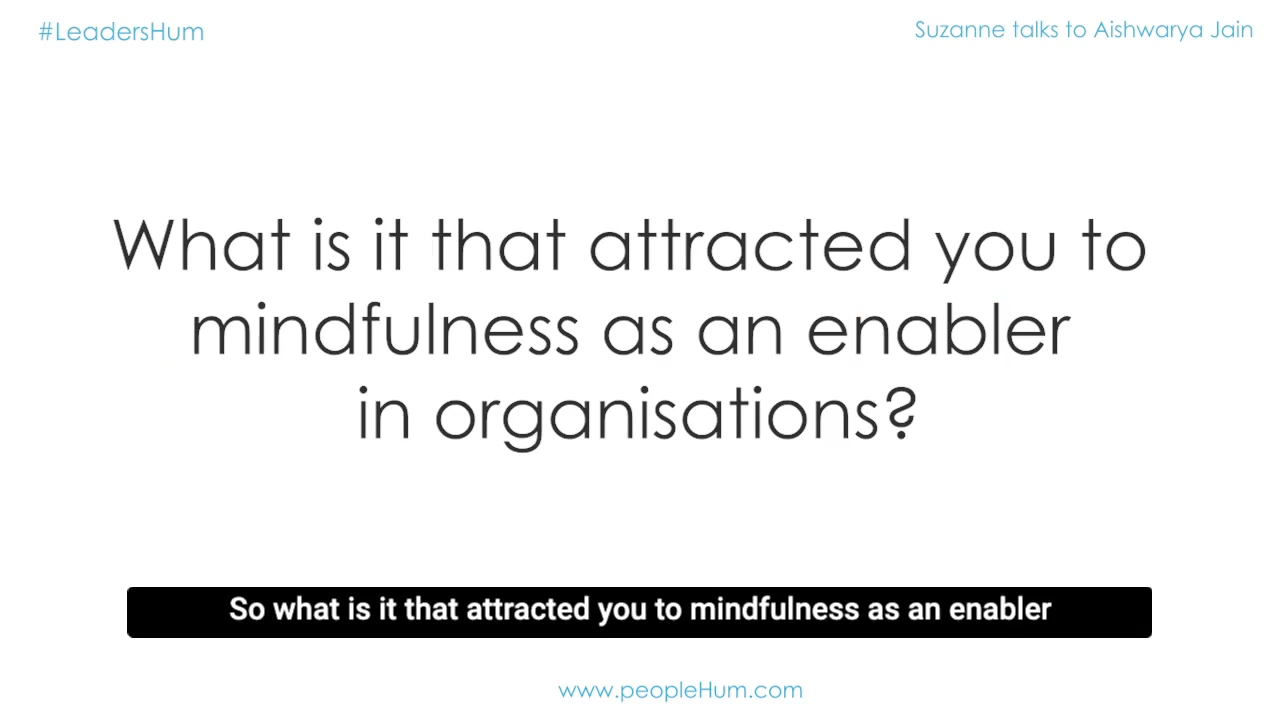 #LeadersHum
Suzanne talks to Aishwarya Jain
What is it that attracted you to
mindfulness as an enabler
in organisations?
So what is it that attracted you to mindfulness as an enabler
www.peopleHum.com